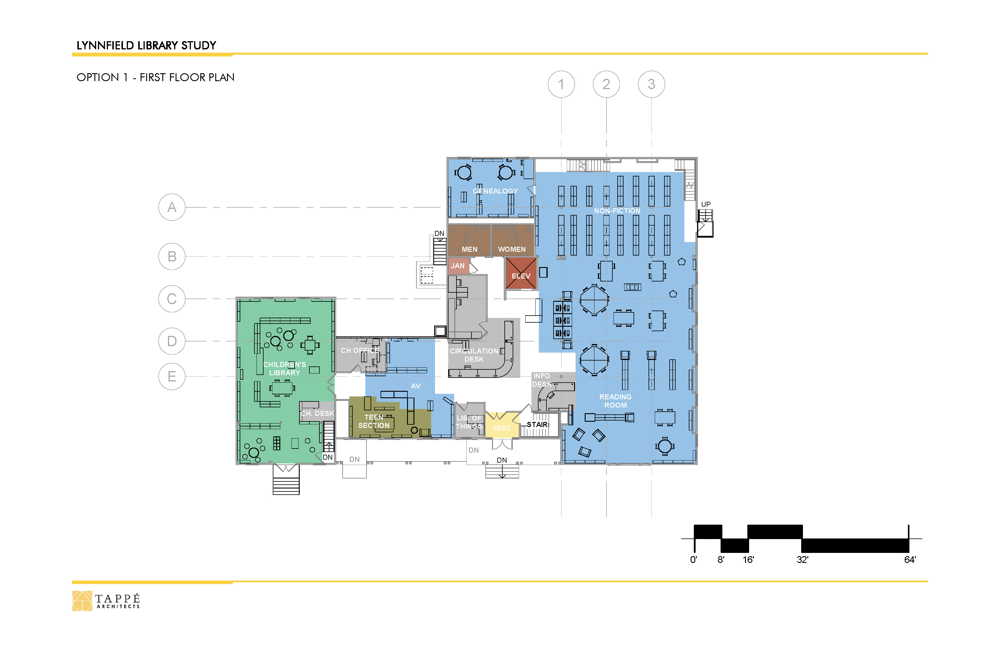 LYNNFIELD LIBRARY STUDY
OPTION 1 - FIRST FLOOR PLAN
1 2 3
A
B
C
D
E
GENEALOGY
NON-FICTION
UP
DN
MEN
WOMEN
JAN
ELEV
CH OFFICE
CIRCULATION
DESK
CHILDREN'S
LIBRARY
AV
INFO
DESK
READING
ROOM
CH. DESK
TEEN
SECTION
LIB. OF
THINGS
VEST
STAIR
DN
DN
DN
DN
0' 8' 16' 32' 64'
TAPPÉ
ARCHITECTS